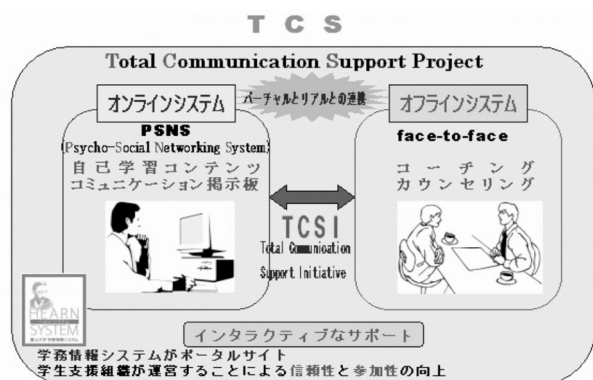 TCS
Total Communication Support Project
オンラインシステム
バーチャルとリアルとの連携
オフラインシステム
PSNS
(Psycho-Social Networking System)
自己学習コンテンツ
コミュニケーション掲示板
face-to-face
コーチング
カウンセリング
TCSI
Total Communication
Support Initiative
HEARN
SYSTEM
インタラクティブなサポート
学務情報システムがポータルサイト
学生支援組織が運営することによる信頼性と参加性の向上